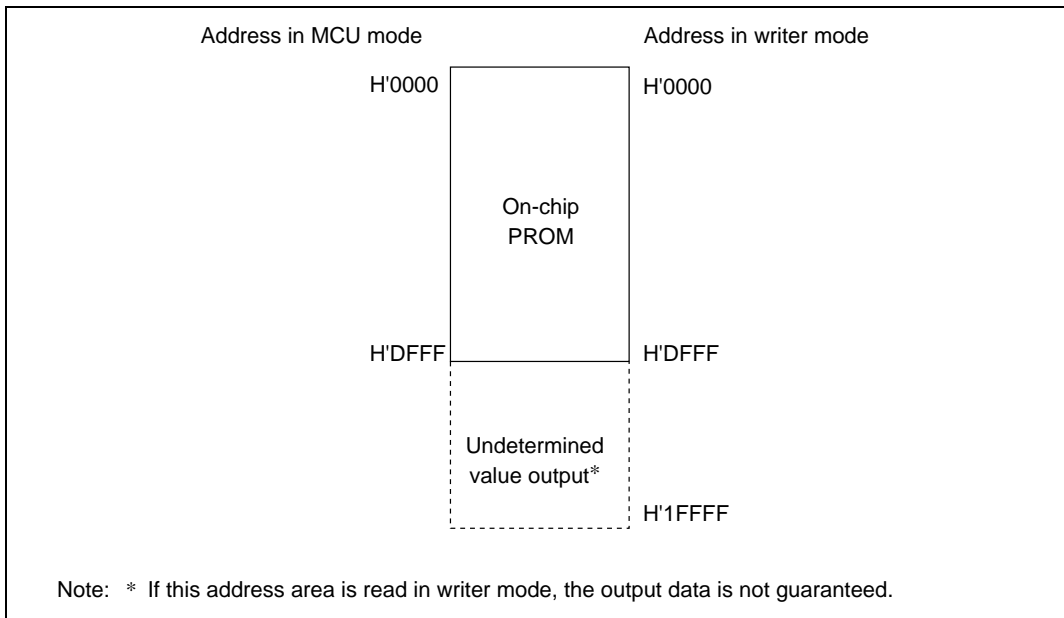 Address in MCU mode
Address in writer mode
H'0000
H'0000
On-chip
PROM
H'DFFF
H'DFFF
Undetermined
value output*
H'1FFFF
Note: * If this address area is read in writer mode, the output data is not guaranteed.